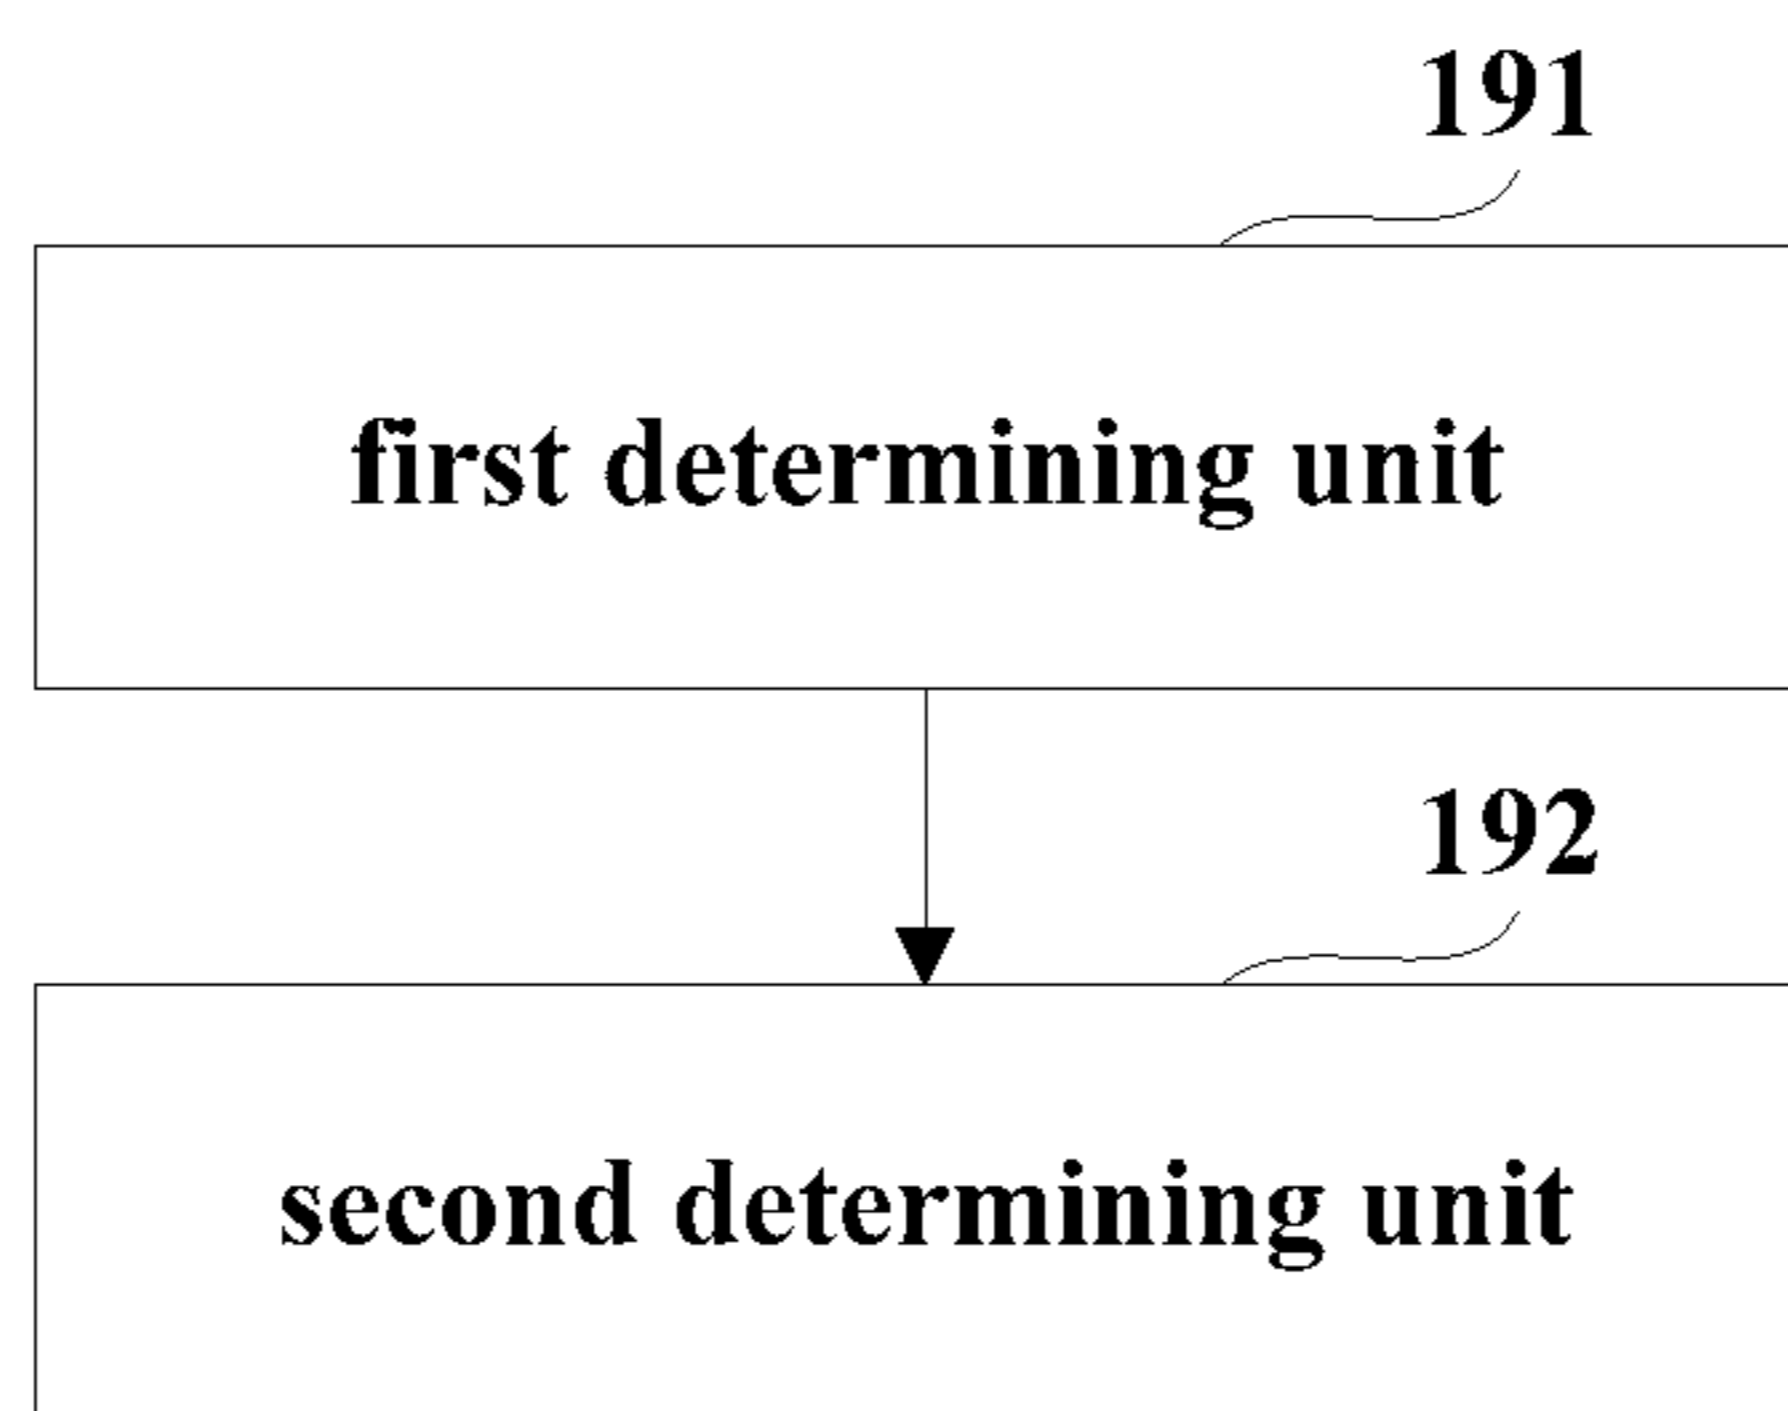 191
first determining unit
192
second determining unit